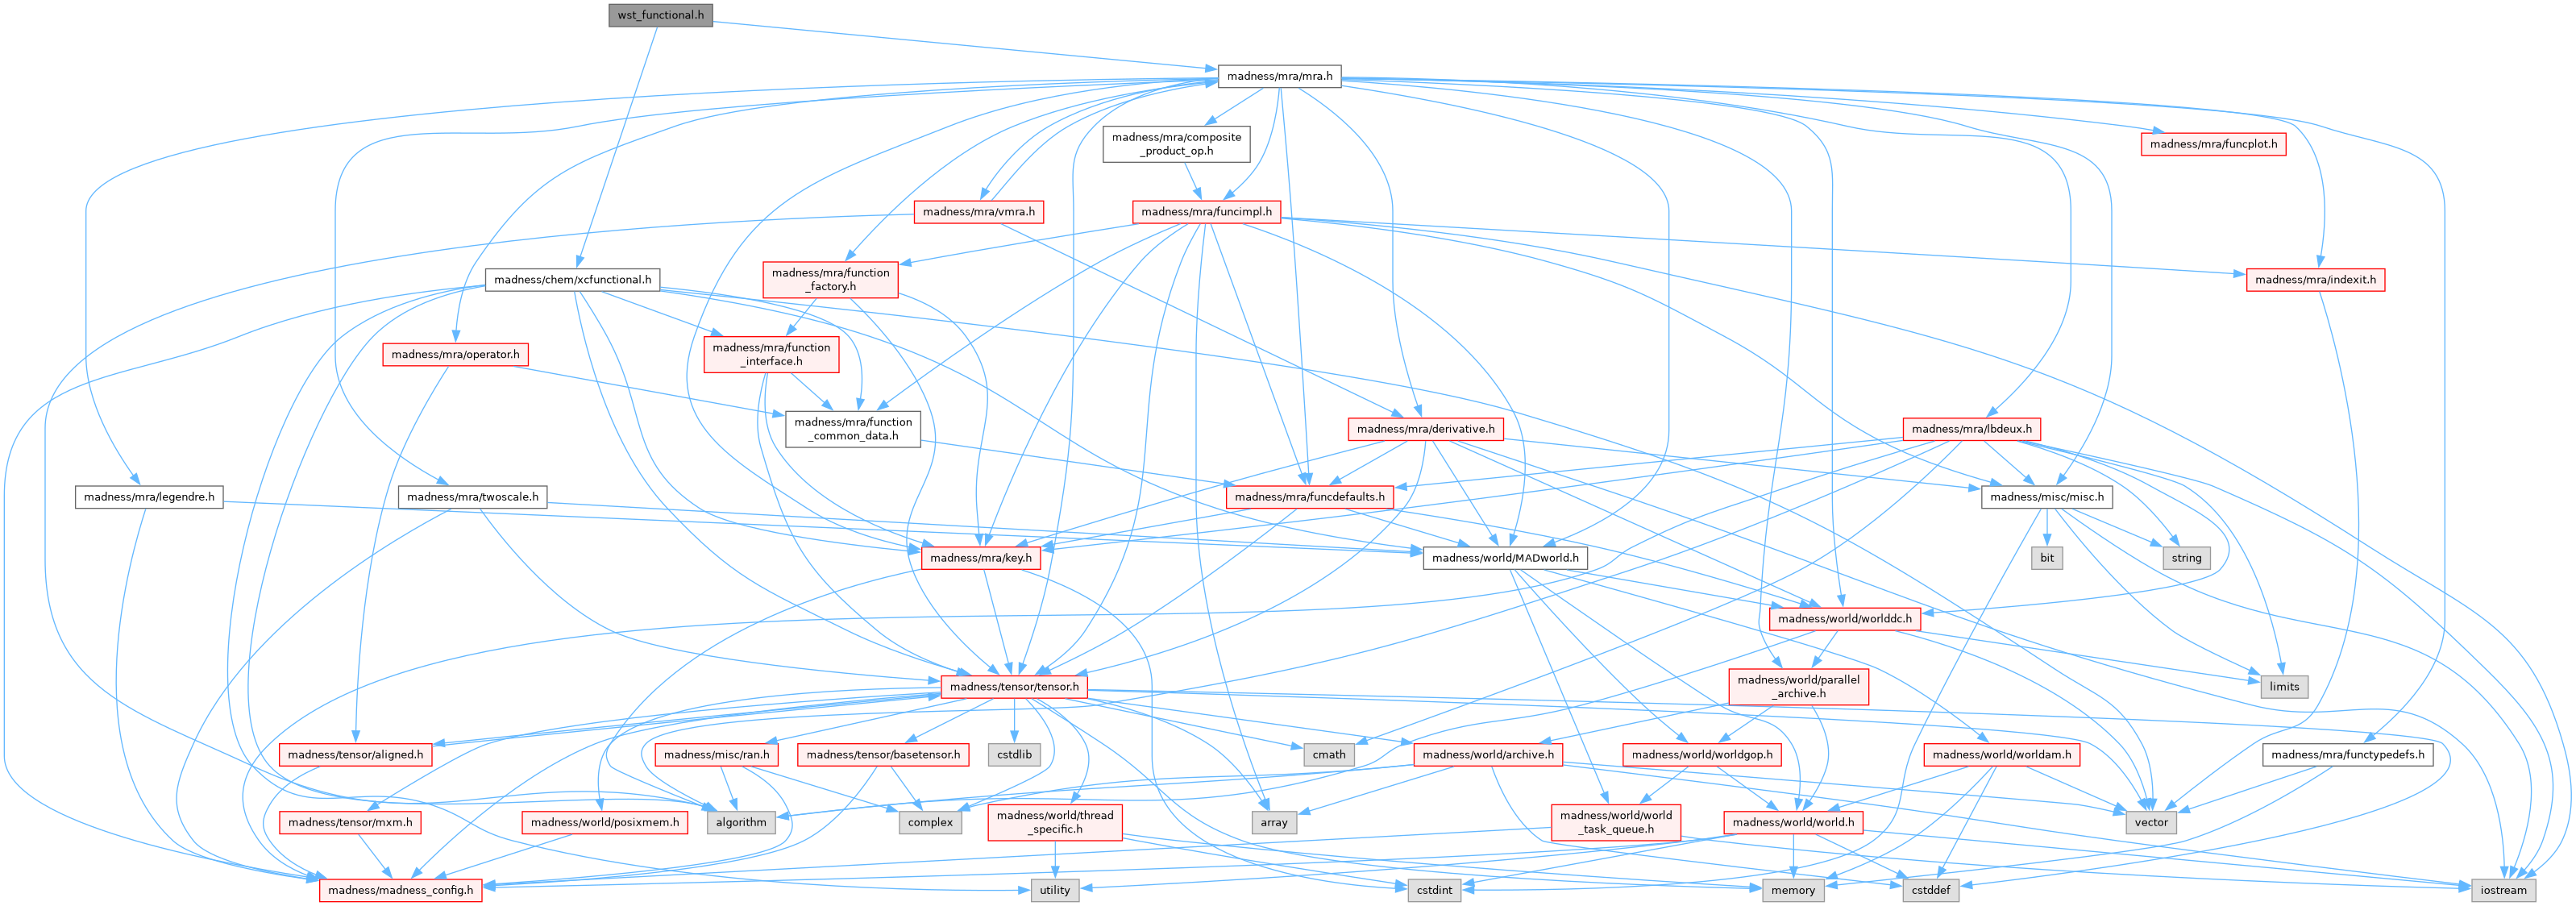 wst_functional.h
madness/mra/mra.h
madness/mra/composite
_product_op.h
madness/mra/funcplot.h
madness/mra/vmra.h
madness/mra/funcimpl.h
madness/chem/xcfunctional.h
madness/mra/function
_factory.h
madness/mra/indexit.h
madness/mra/operator.h
madness/mra/function
_interface.h
madness/mra/function
_common_data.h
madness/mra/derivative.h
madness/mra/lbdeux.h
madness/mra/legendre.h
madness/mra/twoscale.h
madness/mra/funcdefaults.h
madness/misc/misc.h
madness/mra/key.h
madness/world/MADworld.h
bit
string
madness/world/worlddc.h
madness/tensor/tensor.h
madness/world/parallel
_archive.h
limits
madness/tensor/aligned.h
madness/misc/ran.h
madness/tensor/basetensor.h
cstdlib
cmath
madness/world/archive.h
madness/world/worldgop.h
madness/world/worldam.h
madness/mra/functypedefs.h
madness/tensor/mxm.h
madness/world/posixmem.h
algorithm
complex
madness/world/thread
_specific.h
array
madness/world/world
_task_queue.h
madness/world/world.h
vector
madness/madness_config.h
utility
cstdint
memory
cstddef
iostream